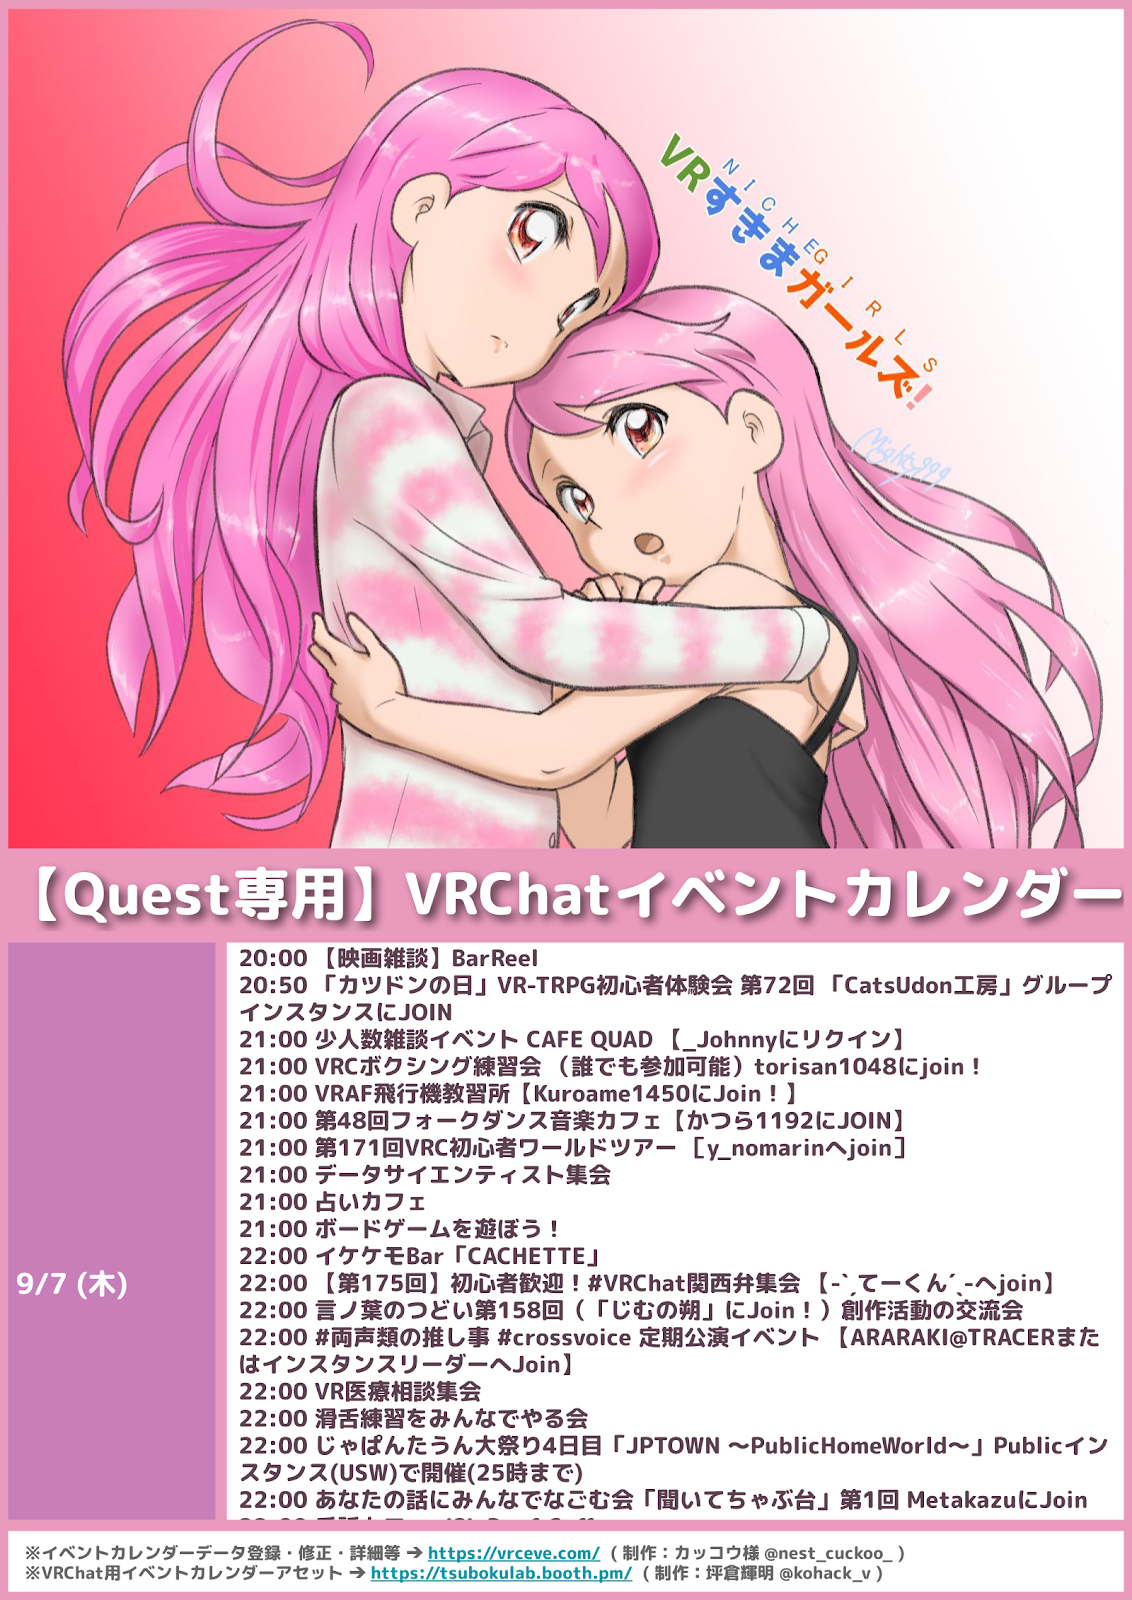 NICHE GIRLS
VRすきまガールズ!
Mighty999
【Quest専用】VRChatイベントカレンダー
9/7 (木)
20:00 【映画雑談】BarReel
20:50 「カツドンの日」VR-TRPG初心者体験会 第72回 「CatsUdon工房」グループ
インスタンスにJOIN
21:00 少人数雑談イベント CAFE QUAD 【_Johnnyにリクイン】
21:00 VRCボクシング練習会 （誰でも参加可能）torisan1048にjoin！
21:00 VRAF飛行機教習所【Kuroame1450にJoin！】
21:00 第48回フォークダンス音楽カフェ【かつら1192にJOIN】
21:00 第171回VRC初心者ワールドツアー ［y_nomarinへjoin］
21:00 データサイエンティスト集会
21:00 占いカフェ
21:00 ボードゲームを遊ぼう！
22:00 イケケモBar「CACHETTE」
22:00 【第175回】初心者歓迎！#VRChat関西弁集会 【-ˋˏてーくんˊˎ-へjoin】
22:00 言ノ葉のつどい第158回（「じむの朔」にJoin！）創作活動の交流会
22:00 #両声類の推し事 #crossvoice 定期公演イベント 【ARARAKI@TRACERまた
はインスタンスリーダーへJoin】
22:00 VR医療相談集会
22:00 滑舌練習をみんなでやる会
22:00 じゃぱんたうん大祭り4日目「JPTOWN ～PublicHomeWorld～」Publicイン
スタンス(USW)で開催(25時まで)
22:00 あなたの話にみんなでなごむ会「聞いてちゃぶ台」第1回 MetakazuにJoin
※イベントカレンダーデータ登録・修正・詳細等 → https://vrceve.com/ （制作：カッコウ様 @nest_cuckoo_ ）
※VRChat用イベントカレンダーアセット → https://tsubokulab.booth.pm/ （制作：坪倉輝明 @kohack_v ）